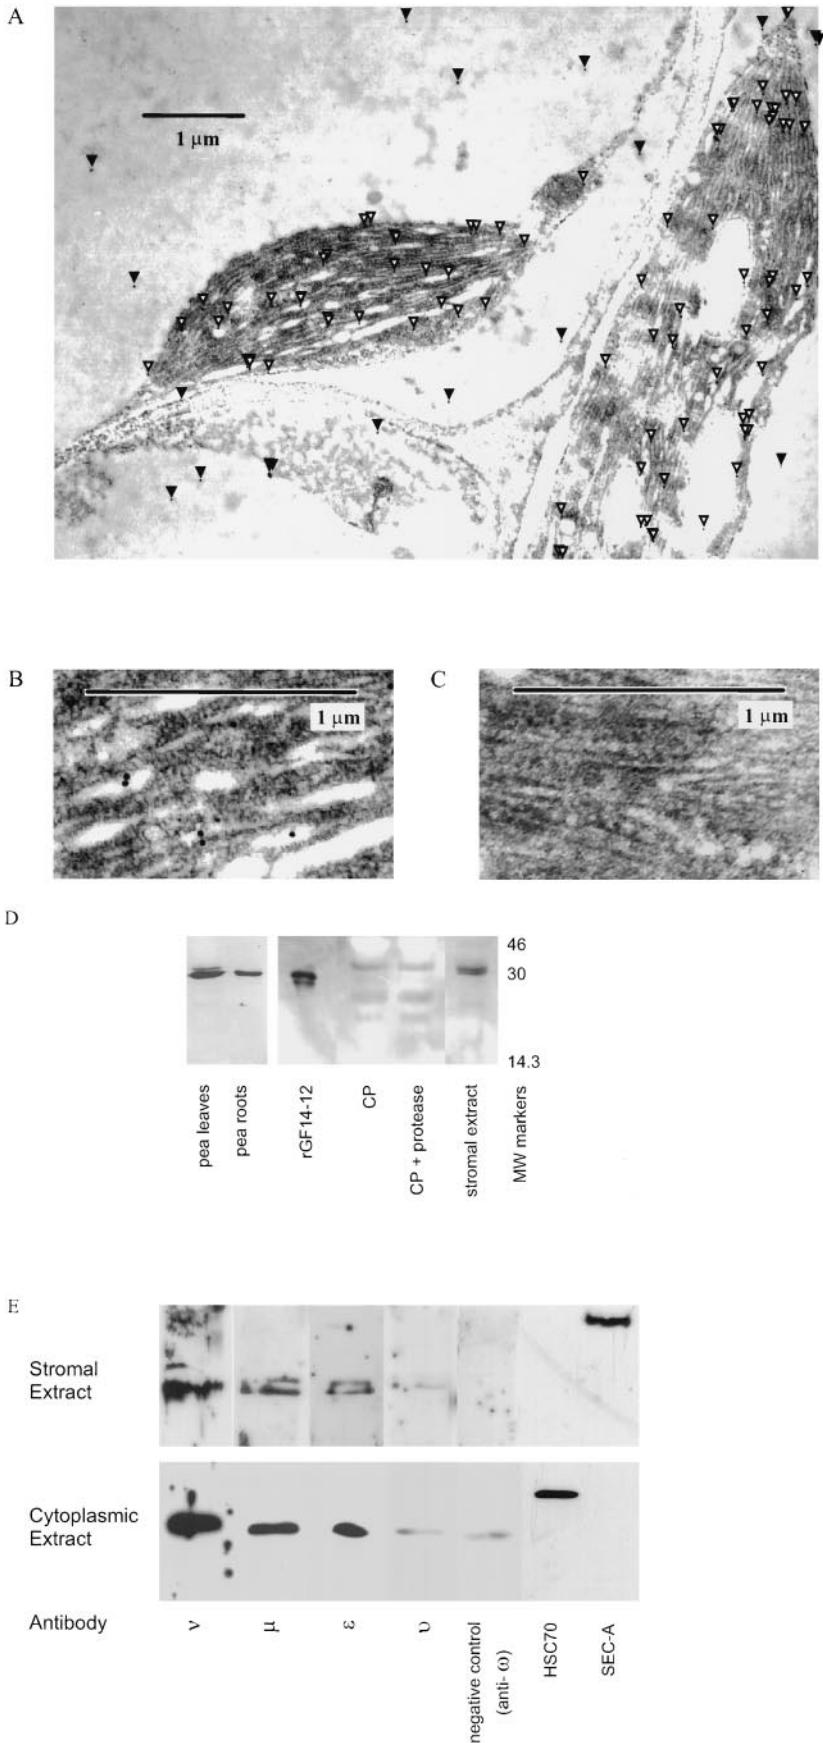 A
1 μm
B
1 μm
C
1 μm
D
46
30
14.3
pea leaves
pea roots
rGF14-12
CP
CP + protease
stromal extract
MW markers
E
Stromal
Extract
Cytoplasmic
Extract
Antibody
ν
μ
ε
υ
negative control
(anti- ω)
HSC70
SEC-A